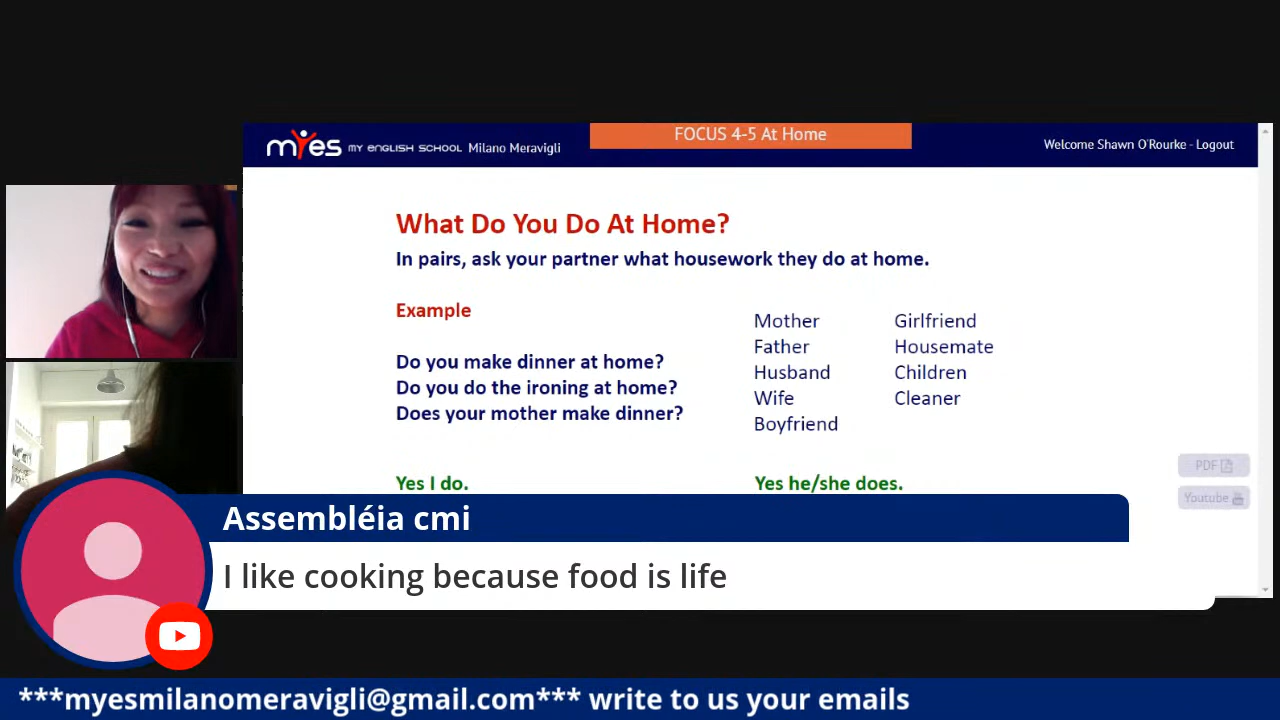 FOCUS 4-5 At Home
myes MY ENGLISH SCHOOL Milano Meravigli
Welcome Shawn O'Rourke - Logout
What Do You Do At Home?
In pairs, ask your partner what housework they do at home.
Example
Do you make dinner at home?
Do you do the ironing at home?
Does your mother make dinner?
Mother
Father
Husband
Wife
Boyfriend
Girlfriend
Housemate
Children
Cleaner
Yes I do.
Yes he/she does.
PDF
Youtube
Assembléia cmi
I like cooking because food is life
***myesmilanomeravigli@gmail.com*** write to us your emails